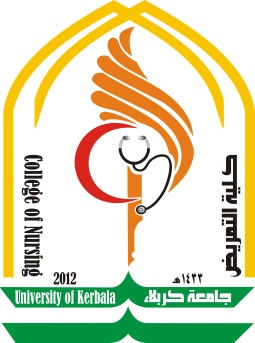 College of Nursing
كلية التمريض
2012
١٤٣٣هـ
University of Kerbala
جامعة كربلاء